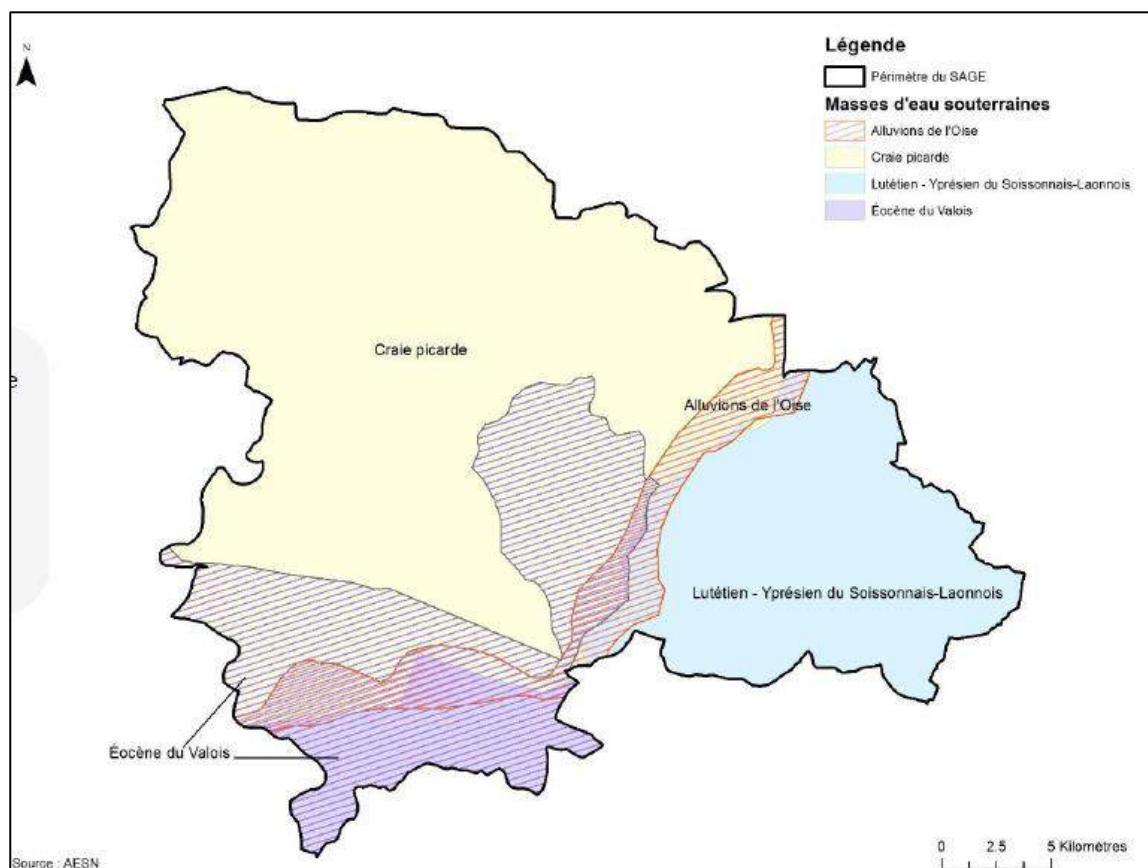 N
Légende
Périmètre du SAGE
Masses d'eau souterraines
Alluvions de l'Oise
Craie picarde
Lutétien - Yprésien du Soissonnais-Laonnois
Éocène du Valois
Craie picarde
e
Alluvions de l'Oise
Lutétien - Yprésien du Soissonnais-Laonnois
Éocène du Valois
0 2.5 5 Kilomètres
Source : AESN